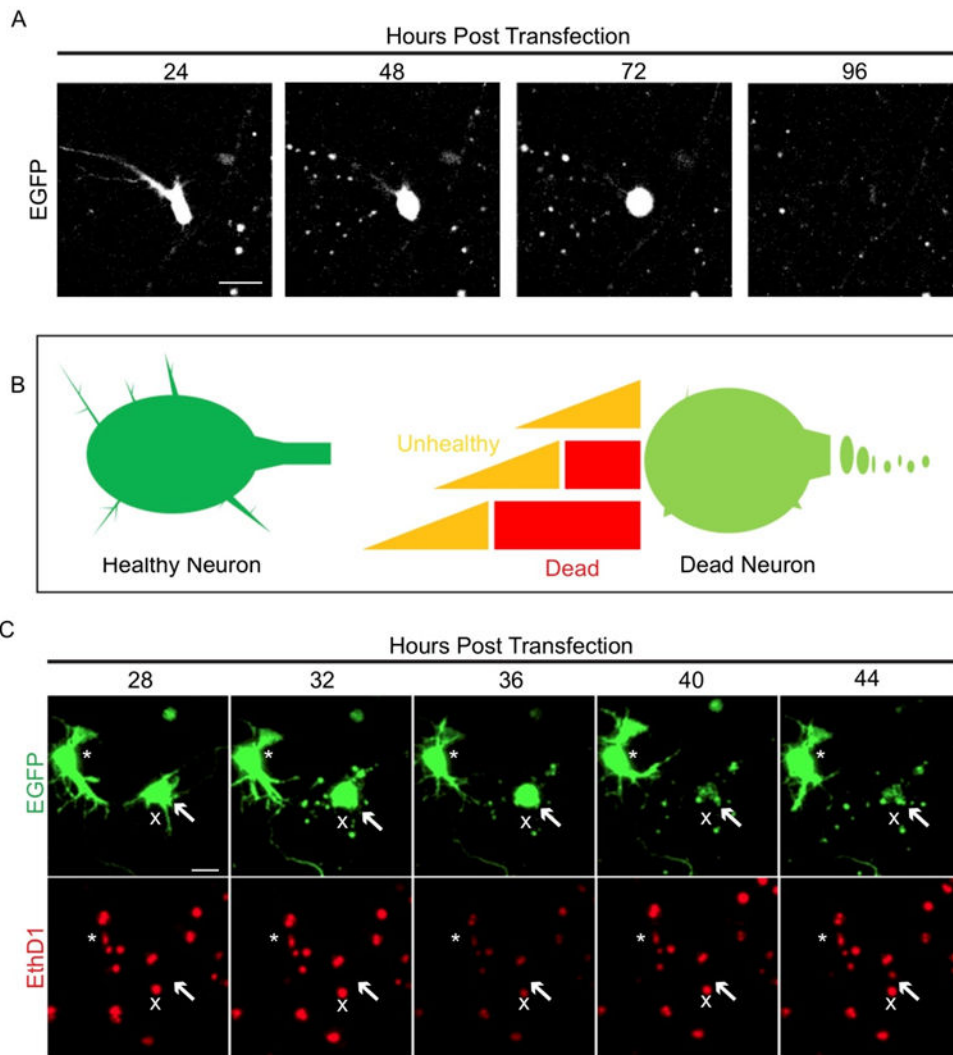 A
Hours Post Transfection
24 48 72 96
EGFP
B
Unhealthy
Healthy Neuron
Dead
Dead Neuron
C
Hours Post Transfection
28 32 36 40 44
EGFP
* * * * *
x x x x x
EthD1
* * * * *
x x x x x